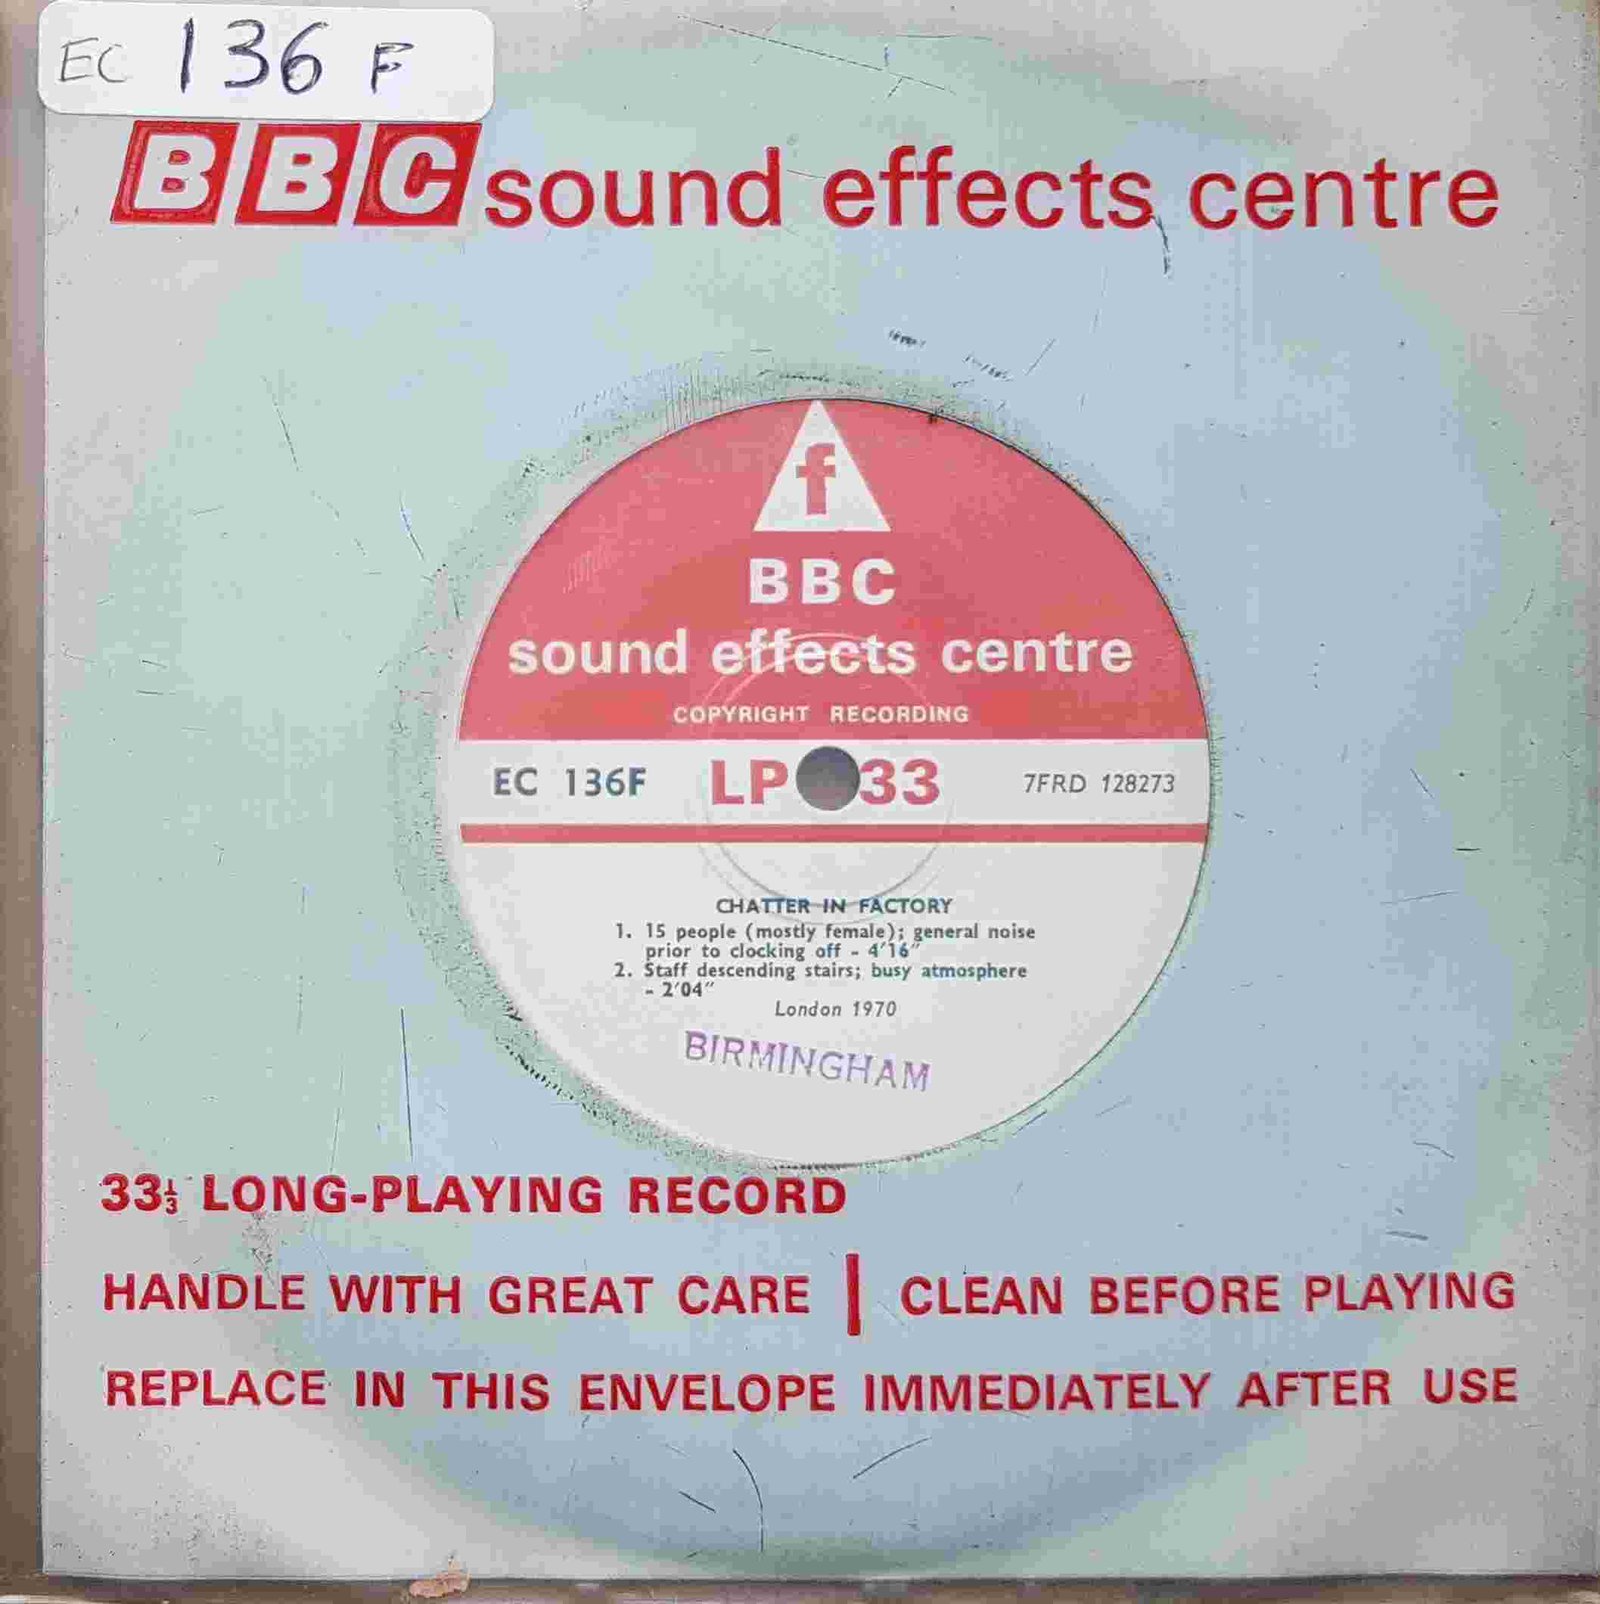 EC 136 F
BBC sound effects centre
f
BBC
sound effects centre
COPYRIGHT RECORDING
EC 136F LP 33 7FRD 128273
CHATTER IN FACTORY
1. 15 people (mostly female); general noise
prior to clocking off - 4'16"
2. Staff descending stairs; busy atmosphere
- 2'04"
London 1970
BIRMINGHAM
33⅓ LONG-PLAYING RECORD
HANDLE WITH GREAT CARE | CLEAN BEFORE PLAYING
REPLACE IN THIS ENVELOPE IMMEDIATELY AFTER USE